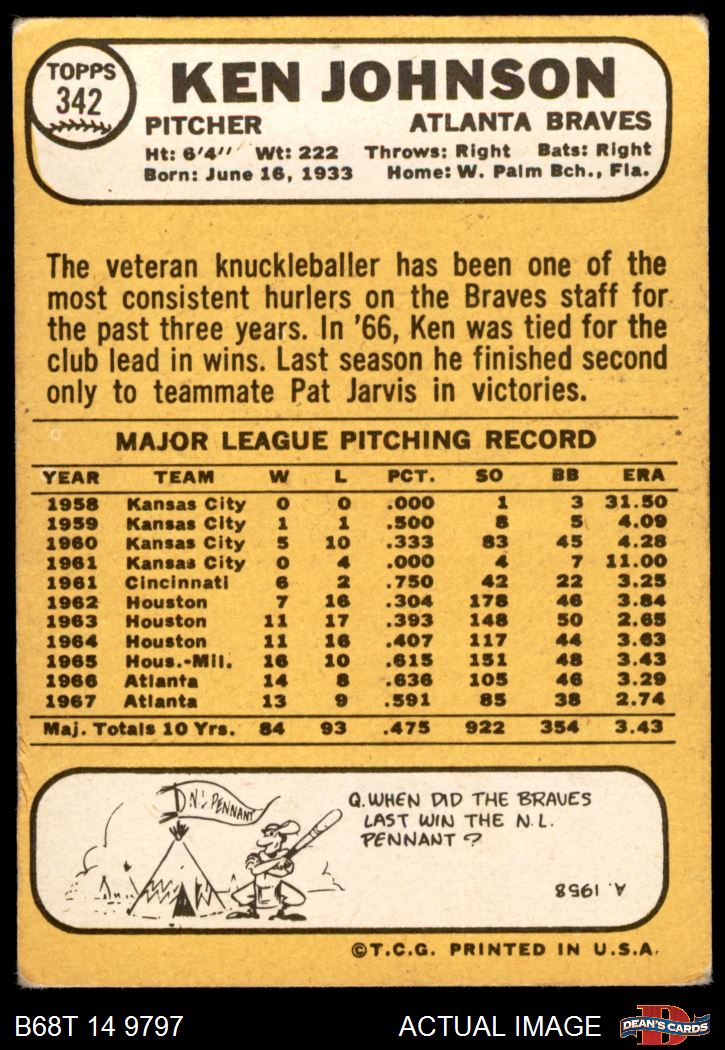 TOPPS
342
KEN JOHNSON
PITCHER ATLANTA BRAVES
Ht: 6'4" Wt: 222 Throws: Right Bats: Right
Born: June 16, 1933 Home: W. Palm Bch., Fla.
The veteran knuckleballer has been one of the
most consistent hurlers on the Braves staff for
the past three years. In '66, Ken was tied for the
club lead in wins. Last season he finished second
only to teammate Pat Jarvis in victories.
MAJOR LEAGUE PITCHING RECORD
YEAR TEAM W L PCT. SO BB ERA
1958 Kansas City 0 0 .000 1 3 31.50
1959 Kansas City 1 1 .500 8 5 4.09
1960 Kansas City 5 10 .333 83 45 4.28
1961 Kansas City 0 4 .000 4 7 11.00
1961 Cincinnati 6 2 .750 42 22 3.25
1962 Houston 7 16 .304 178 46 3.84
1963 Houston 11 17 .393 148 50 2.65
1964 Houston 11 16 .407 117 44 3.63
1965 Hous.-Mil. 16 10 .615 151 48 3.43
1966 Atlanta 14 8 .636 105 46 3.29
1967 Atlanta 13 9 .591 85 38 2.74
Maj. Totals 10 Yrs. 84 93 .475 922 354 3.43
N.L. PENNANT
Q. WHEN DID THE BRAVES
LAST WIN THE N.L.
PENNANT?
A. 1958
©T.C.G. PRINTED IN U.S.A.
B68T 14 9797 ACTUAL IMAGE DEAN'S CARDS